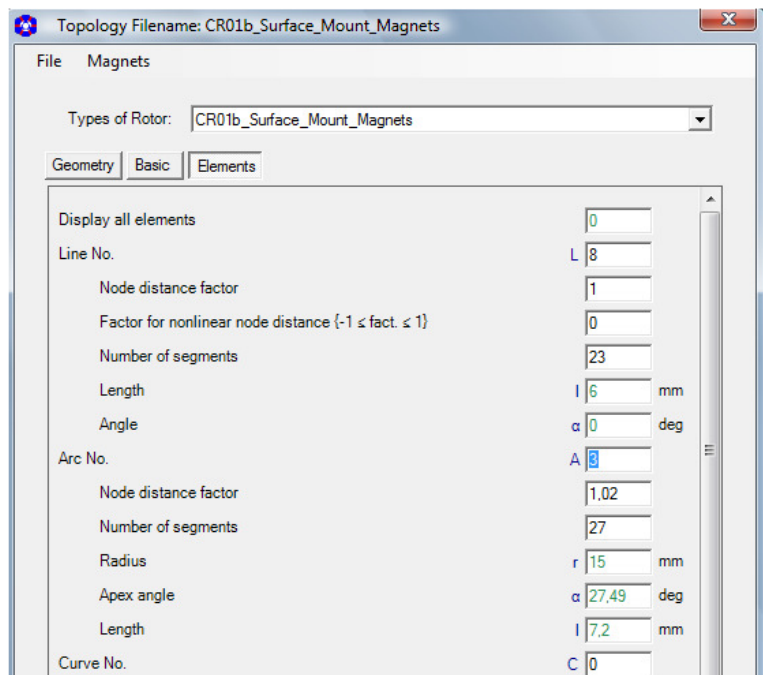 Topology Filename: CR01b_Surface_Mount_Magnets
X
File Magnets
Types of Rotor: CR01b_Surface_Mount_Magnets
Geometry Basic Elements
Display all elements 0
Line No. L 8
Node distance factor 1
Factor for nonlinear node distance {-1 ≤ fact. ≤ 1} 0
Number of segments 23
Length l 6 mm
Angle α 0 deg
Arc No. A 3
Node distance factor 1,02
Number of segments 27
Radius r 15 mm
Apex angle α 27,49 deg
Length l 7,2 mm
Curve No. C 0